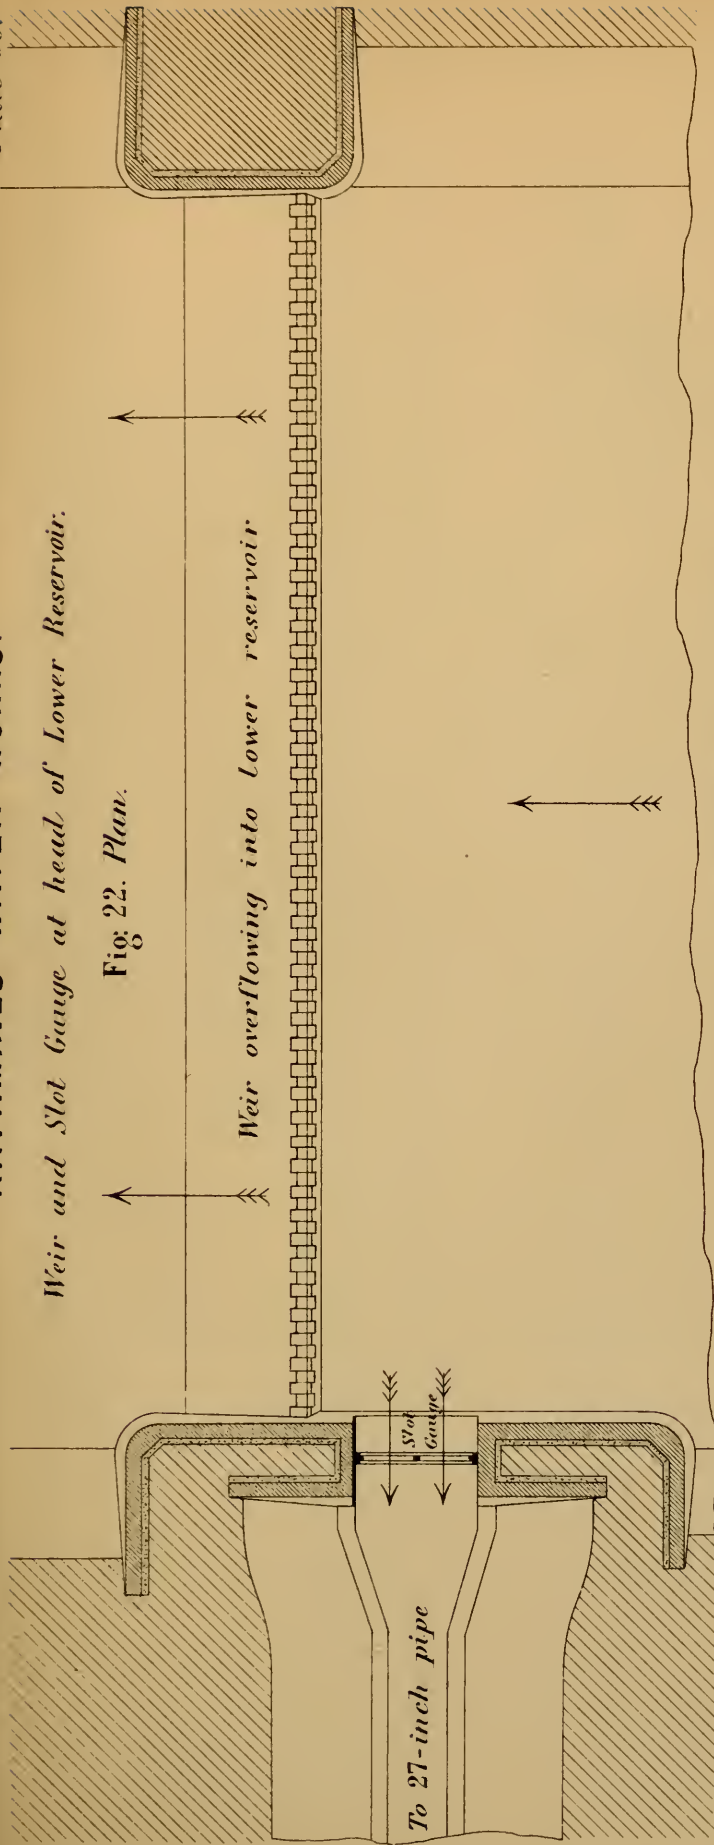 Weir and Slot Gauge at head of Lower Reservoir.
Fig: 22. Plan.
Weir overflowing into lower reservoir
Slot
Gauge
To 27-inch pipe